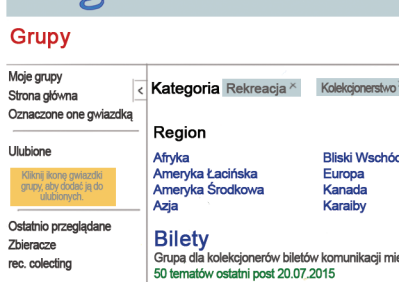 Grupy
Moje grupy
Strona główna
Oznaczone one gwiazdką
Ulubione
Kliknij ikonę gwiazdki
grupy, aby dodać ją do
ulubionych.
Ostatnio przeglądane
Zbieracze
rec. colecting
< Kategoria Rekreacja × Kolekcjonerstwo
Region
Afryka
Ameryka Łacińska
Ameryka Środkowa
Azja
Bliski Wschód
Europa
Kanada
Karaiby
Bilety
Grupą dla kolekcjonerów biletów komunikacji
50 tematów ostatni post 20.07.2015